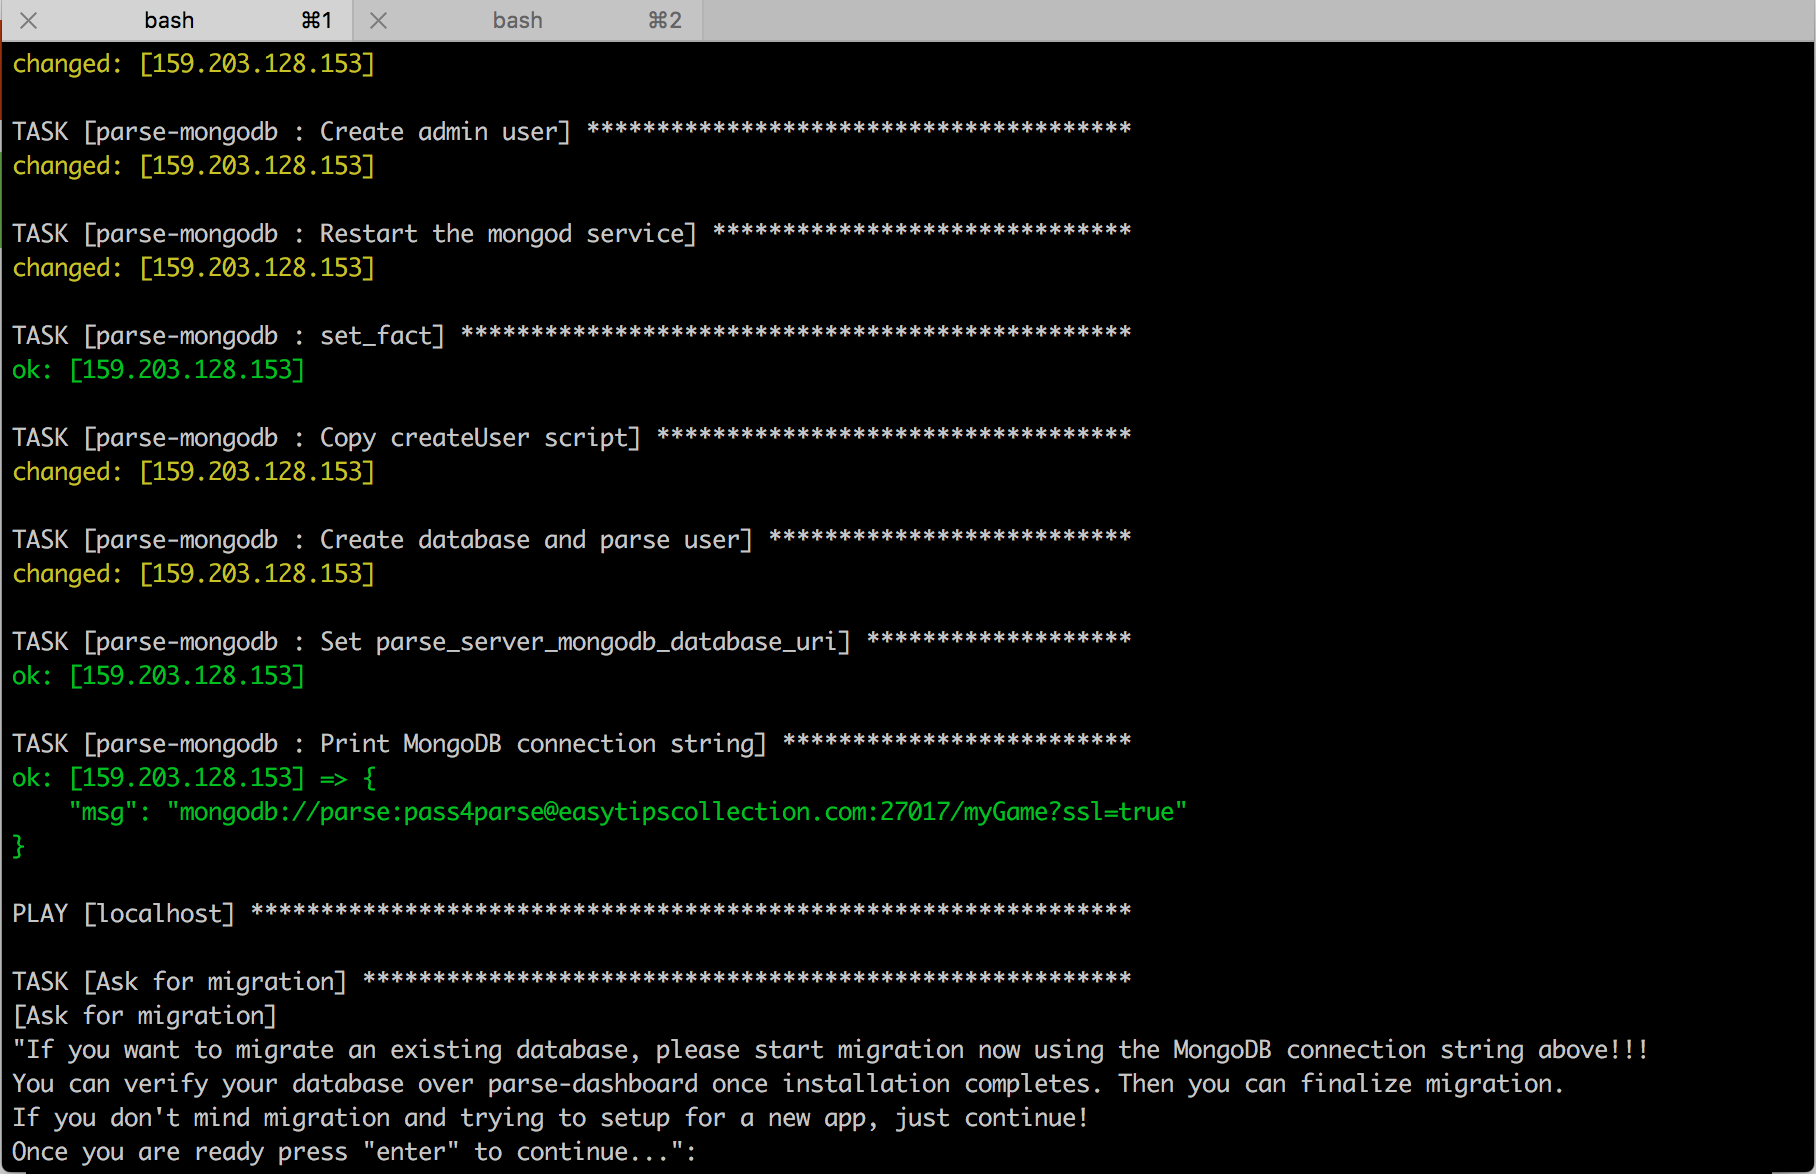 bash ⌘1 bash ⌘2
changed: [159.203.128.153]
TASK [parse-mongodb : Create admin user] ***************************************
changed: [159.203.128.153]
TASK [parse-mongodb : Restart the mongod service] ******************************
changed: [159.203.128.153]
TASK [parse-mongodb : set_fact] ************************************************
ok: [159.203.128.153]
TASK [parse-mongodb : Copy createUser script] **********************************
changed: [159.203.128.153]
TASK [parse-mongodb : Create database and parse user] **************************
changed: [159.203.128.153]
TASK [parse-mongodb : Set parse_server_mongodb_database_uri] *******************
ok: [159.203.128.153]
TASK [parse-mongodb : Print MongoDB connection string] *************************
ok: [159.203.128.153] => {
    "msg": "mongodb://parse:pass4parse@easytipscollection.com:27017/myGame?ssl=true"
}
PLAY [localhost] ***************************************************************
TASK [Ask for migration] *******************************************************
[Ask for migration]
"If you want to migrate an existing database, please start migration now using the MongoDB connection string above!!!
You can verify your database over parse-dashboard once installation completes. Then you can finalize migration.
If you don't mind migration and trying to setup for a new app, just continue!
Once you are ready press "enter" to continue...":